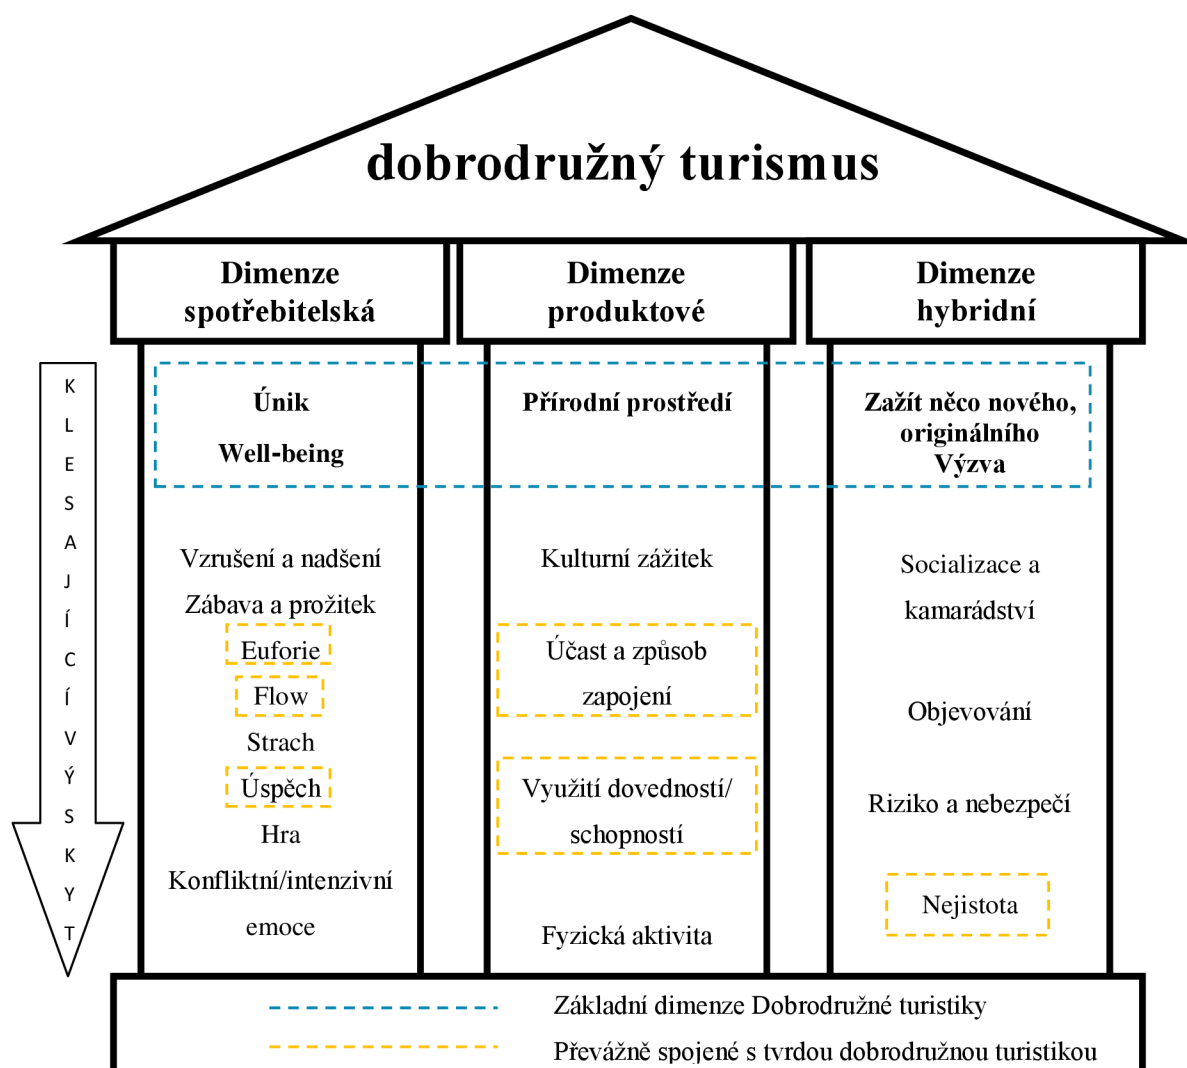 dobrodružný turismus
Dimenze
spotřebitelská
Dimenze
produktové
Dimenze
hybridní
KLESAJÍCÍ VÝSKYT
Únik
Well-being
Vzrušení a nadšení
Zábava a prožitek
Euforie
Flow
Strach
Úspěch
Hra
Konfliktní/intenzivní
emoce
Přírodní prostředí
Kulturní zážitek
Účast a způsob
zapojení
Využití dovedností/
schopností
Fyzická aktivita
Zažít něco nového,
originálního
Výzva
Socializace a
kamarádství
Objevování
Riziko a nebezpečí
Nejistota
Základní dimenze Dobrodružné turistiky
Převážně spojené s tvrdou dobrodružnou turistikou